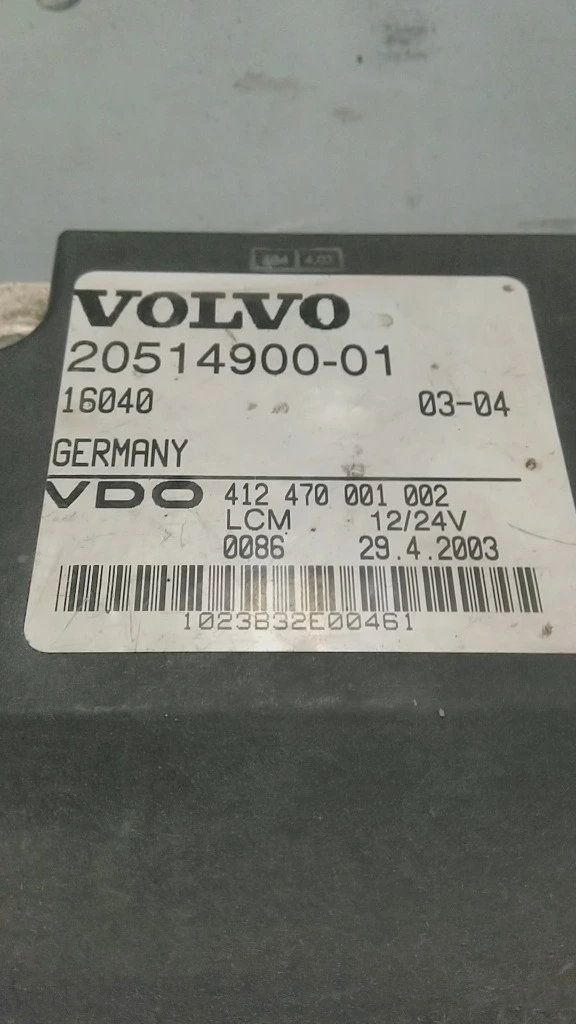 VOLVO
20514900-01
16040 03-04
GERMANY
VDO 412 470 001 002
LCM 12/24V
0086 29.4.2003
1023B32E00461